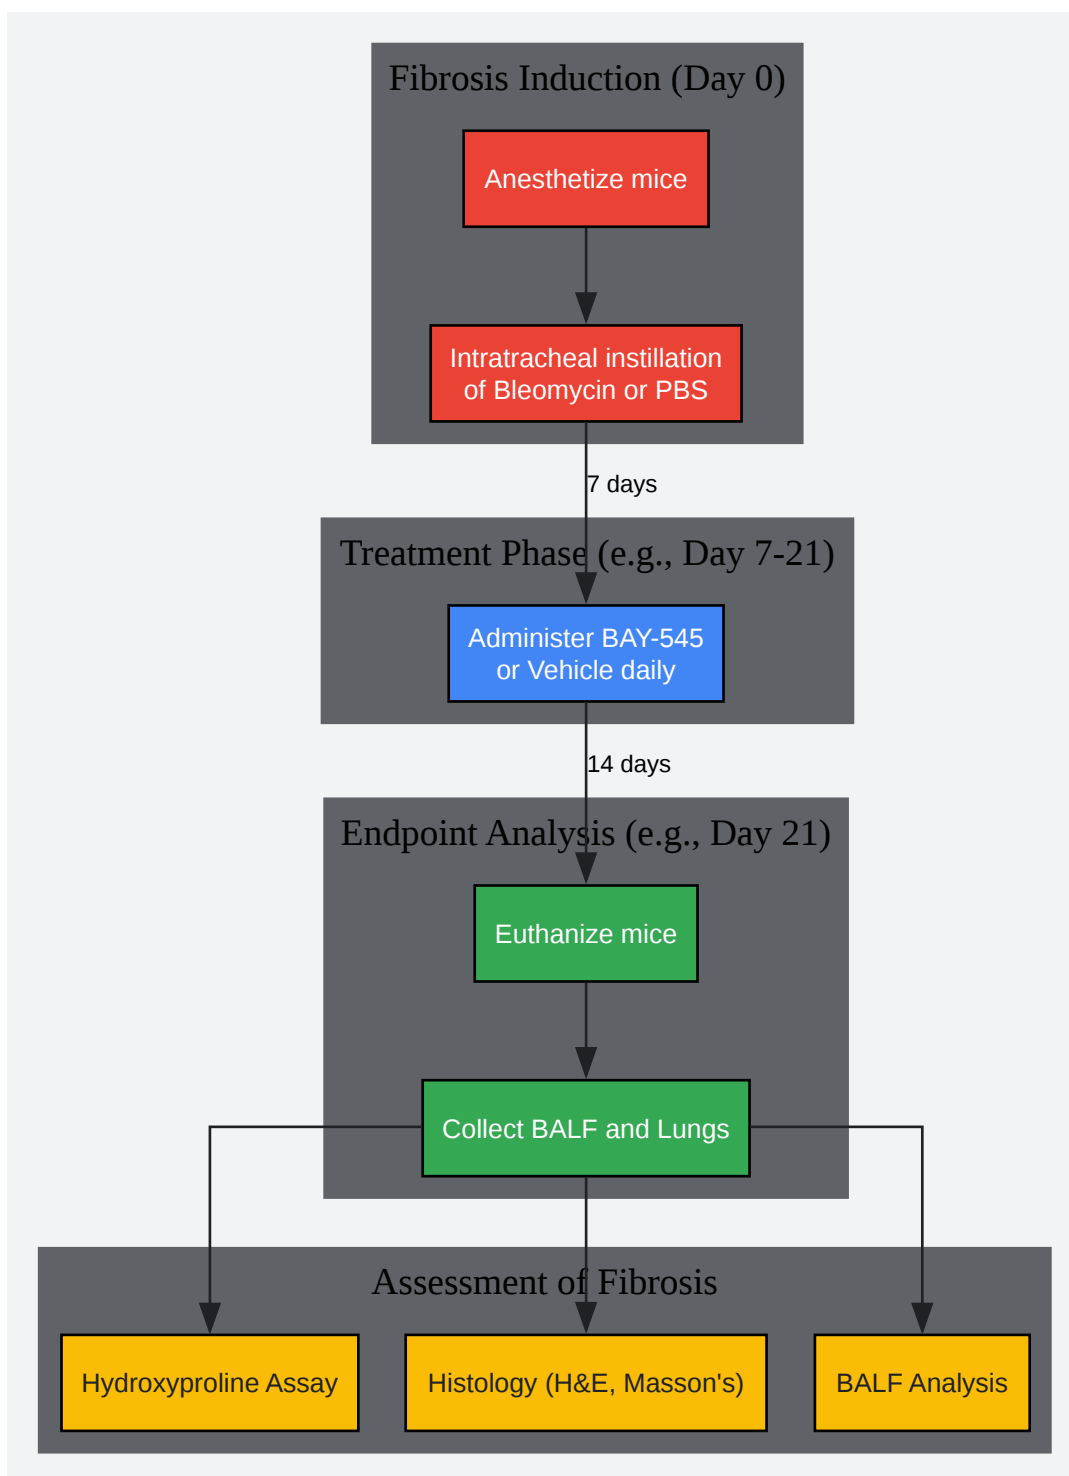 Fibrosis Induction (Day 0)
Anesthetize mice
Intratracheal instillation
of Bleomycin or PBS
7 days
Treatment Phase (e.g., Day 7-21)
Administer BAY-545
or Vehicle daily
14 days
Endpoint Analysis (e.g., Day 21)
Euthanize mice
Collect BALF and Lungs
Assessment of Fibrosis
Hydroxyproline Assay
Histology (H&E, Masson's)
BALF Analysis